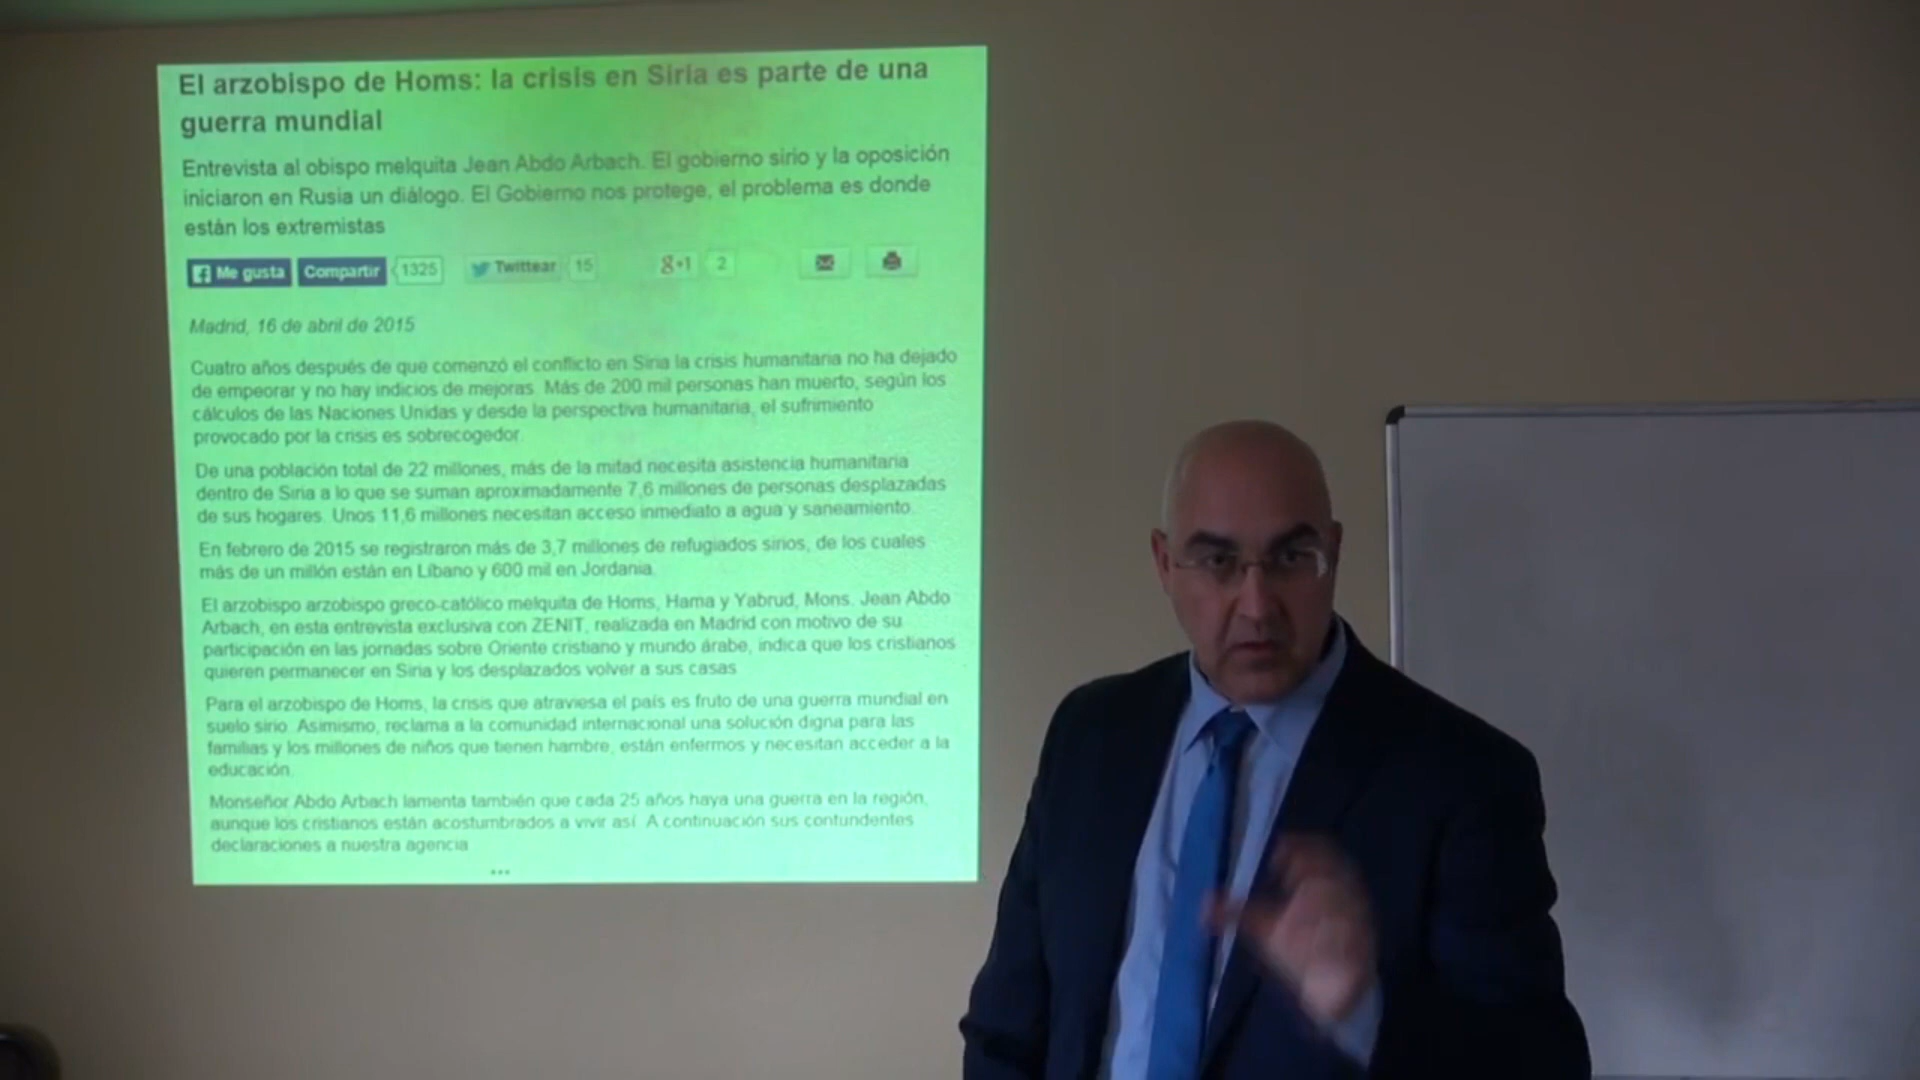 El arzobispo de Homs: la crisis en Siria es parte de una
guerra mundial
Entrevista al obispo melquita Jean Abdo Arbach. El gobierno sirio y la oposición
iniciaron en Rusia un diálogo. El Gobierno nos protege, el problema es donde
están los extremistas
Me gusta Compartir 1325 Twittear 15 g+1 2
Madrid, 16 de abril de 2015
Cuatro años después de que comenzó el conflicto en Siria la crisis humanitaria no ha dejado
de empeorar y no hay indicios de mejoras. Más de 200 mil personas han muerto, según los
cálculos de las Naciones Unidas y desde la perspectiva humanitaria, el sufrimiento
provocado por la crisis es sobrecogedor.
De una población total de 22 millones, más de la mitad necesita asistencia humanitaria
dentro de Siria a lo que se suman aproximadamente 7,6 millones de personas desplazadas
de sus hogares. Unos 11,6 millones necesitan acceso inmediato a agua y saneamiento.
En febrero de 2015 se registraron más de 3,7 millones de refugiados sirios, de los cuales
más de un millón están en Líbano y 600 mil en Jordania.
El arzobispo arzobispo greco-católico melquita de Homs, Hama y Yabrud, Mons. Jean Abdo
Arbach, en esta entrevista exclusiva con ZENIT, realizada en Madrid con motivo de su
participación en las jornadas sobre Oriente cristiano y mundo árabe, indica que los cristianos
quieren permanecer en Siria y los desplazados volver a sus casas.
Para el arzobispo de Homs, la crisis que atraviesa el país es fruto de una guerra mundial en
suelo sirio. Asimismo, reclama a la comunidad internacional una solución digna para las
familias y los millones de niños que tienen hambre, están enfermos y necesitan acceder a la
educación.
Monseñor Abdo Arbach lamenta también que cada 25 años haya una guerra en la región,
aunque los cristianos están acostumbrados a vivir así. A continuación sus contundentes
declaraciones a nuestra agencia
...